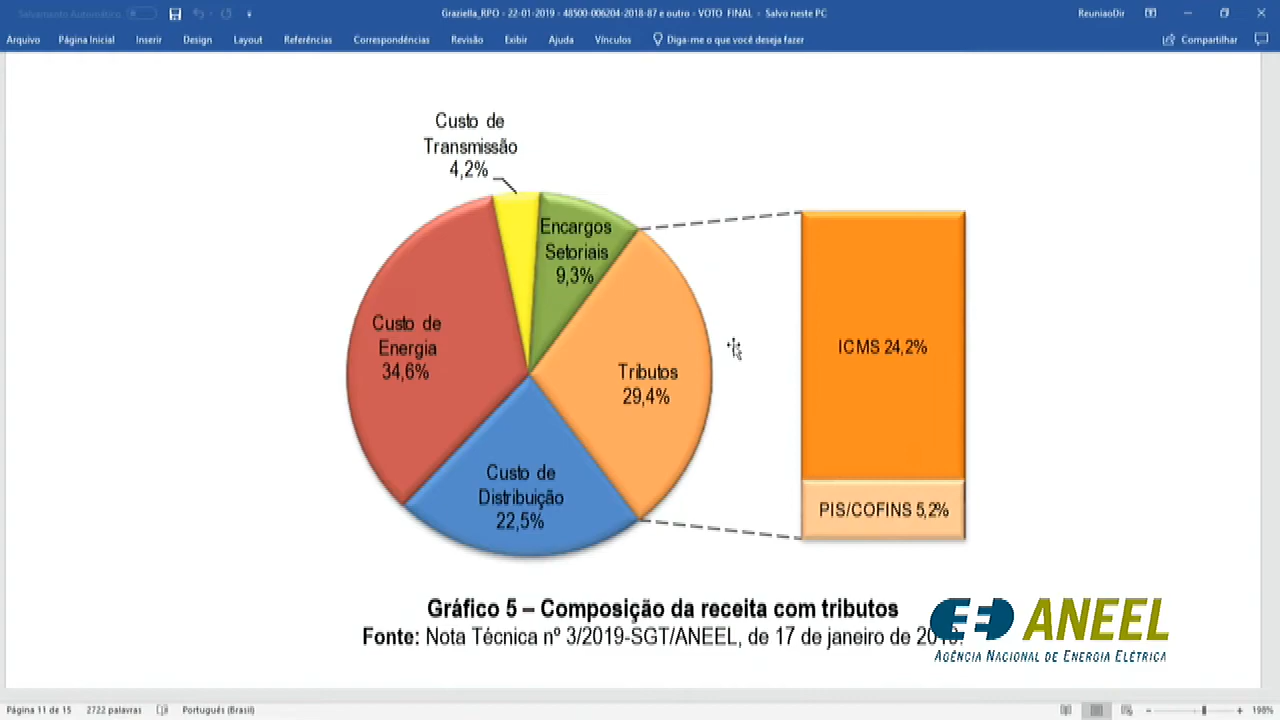 Salvamento Automático
Graziella_RPO - 22-01-2019 - 48500-006204-2018-87 e outro - VOTO FINAL - Salvo neste PC
ReuniaoDir
Arquivo Página Inicial Inserir Design Layout Referências Correspondências Revisão Exibir Ajuda Vínculos Diga-me o que você deseja fazer Compartilhar
Custo de
Transmissão
4,2%
Encargos
Setoriais
9,3%
Custo de
Energia
34,6%
Tributos
29,4%
Custo de
Distribuição
22,5%
ICMS 24,2%
PIS/COFINS 5,2%
Gráfico 5 – Composição da receita com tributos
Fonte: Nota Técnica nº 3/2019-SGT/ANEEL, de 17 de janeiro de
ANEEL
AGÊNCIA NACIONAL DE ENERGIA ELÉTRICA
Página 11 de 15 2722 palavras Português (Brasil) 198%